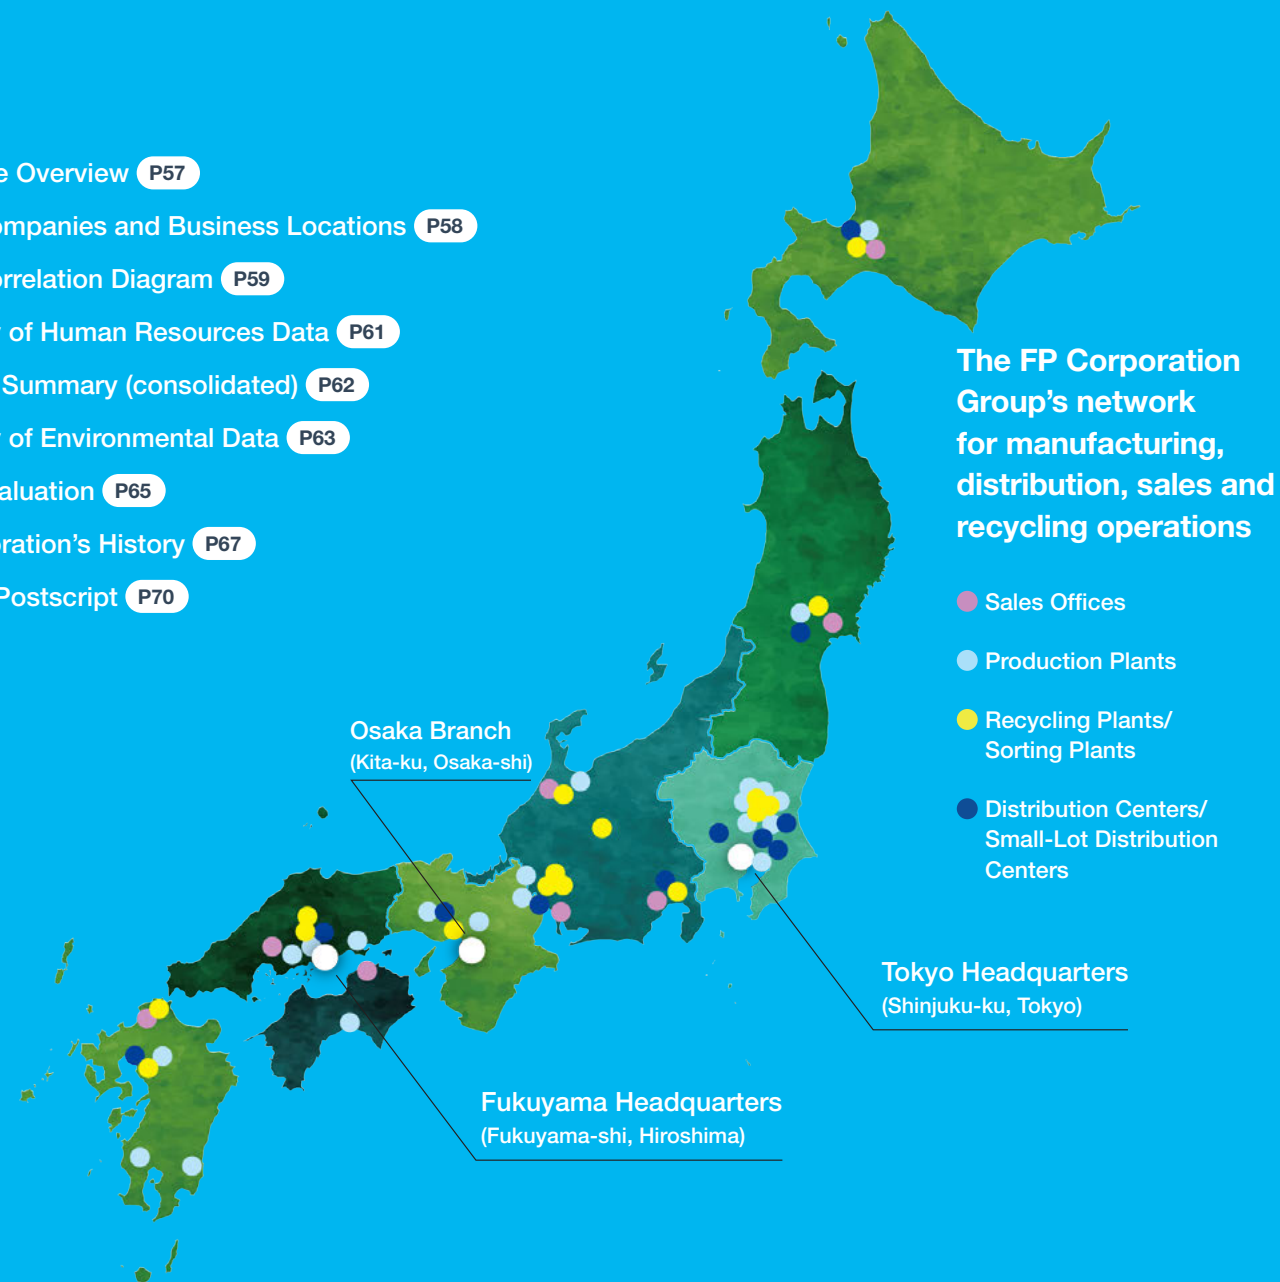 e Overview P57
ompanies and Business Locations P58
orrelation Diagram P59
of Human Resources Data P61
Summary (consolidated) P62
of Environmental Data P63
aluation P65
ration's History P67
Postscript P70
The FP Corporation
Group's network
for manufacturing,
distribution, sales and
recycling operations
Sales Offices
Production Plants
Recycling Plants/
Sorting Plants
Distribution Centers/
Small-Lot Distribution
Centers
Osaka Branch
(Kita-ku, Osaka-shi)
Tokyo Headquarters
(Shinjuku-ku, Tokyo)
Fukuyama Headquarters
(Fukuyama-shi, Hiroshima)